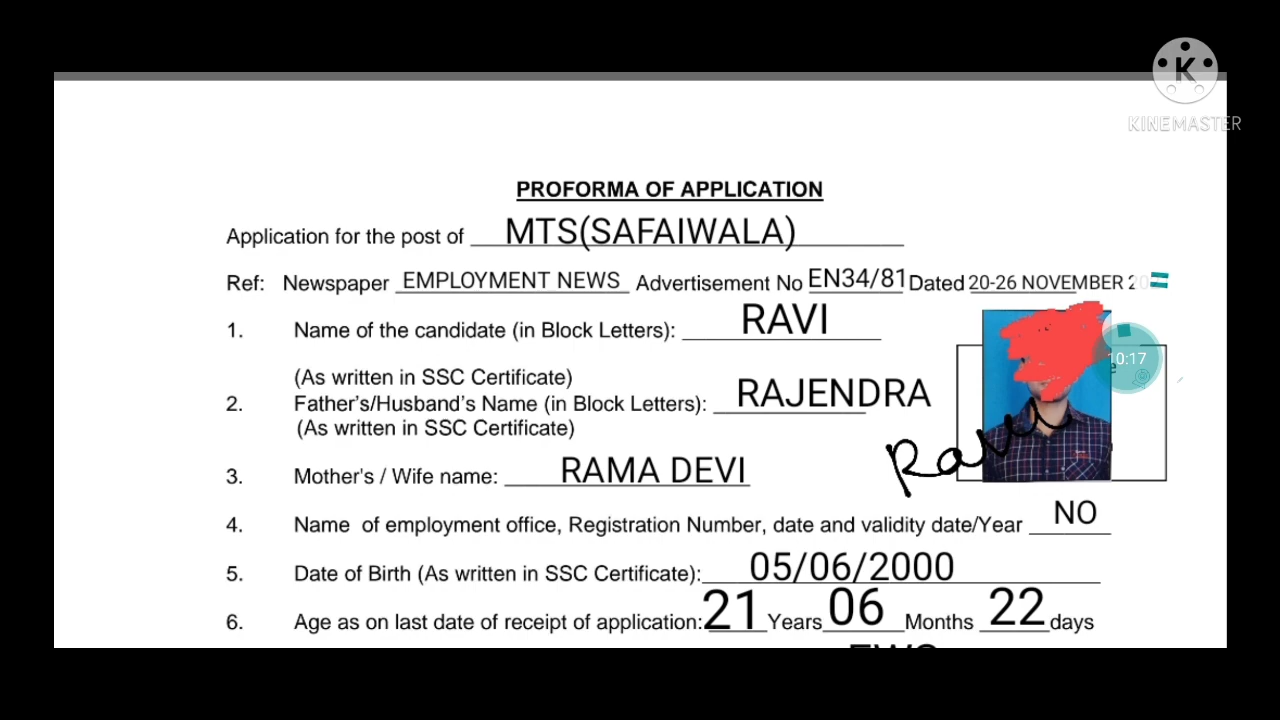 K
KINEMASTER
PROFORMA OF APPLICATION
Application for the post of MTS(SAFAIWALA)
Ref: Newspaper EMPLOYMENT NEWS Advertisement No EN34/81 Dated 20-26 NOVEMBER
1. Name of the candidate (in Block Letters): RAVI
10:17
(As written in SSC Certificate)
2. Father's/Husband's Name (in Block Letters): RAJENDRA
(As written in SSC Certificate)
Ravi
3. Mother's / Wife name: RAMA DEVI
4. Name of employment office, Registration Number, date and validity date/Year NO
5. Date of Birth (As written in SSC Certificate): 05/06/2000
6. Age as on last date of receipt of application: 21 Years 06 Months 22 days